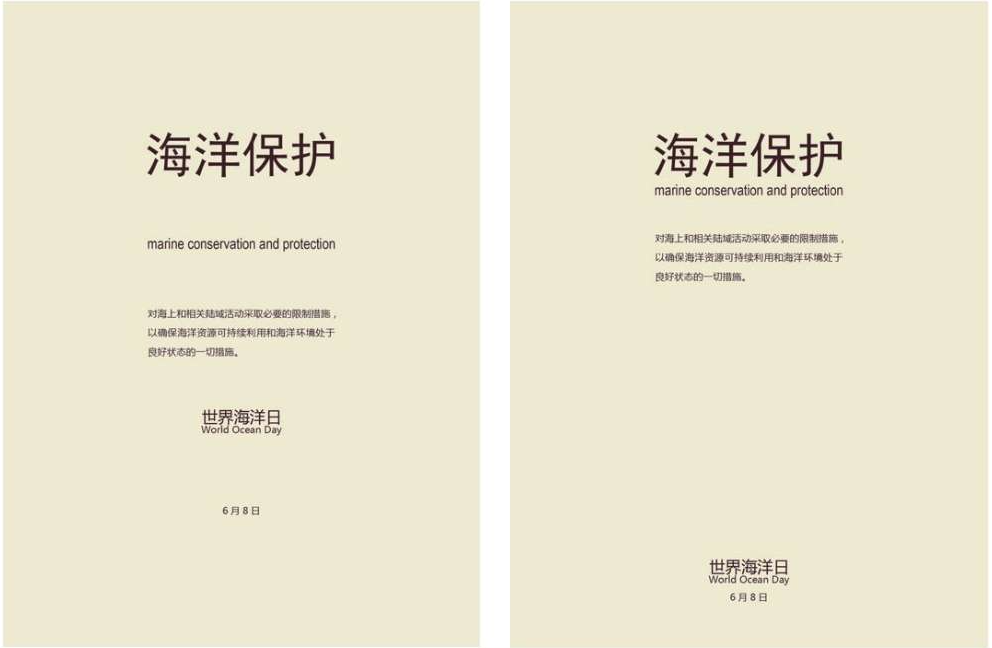 海洋保护
marine conservation and protection
对海上和相关陆域活动采取必要的限制措施，
以确保海洋资源可持续利用和海洋环境处于
良好状态的一切措施。
世界海洋日
World Ocean Day
6月8日
海洋保护
marine conservation and protection
对海上和相关陆域活动采取必要的限制措施，
以确保海洋资源可持续利用和海洋环境处于
良好状态的一切措施。
世界海洋日
World Ocean Day
6月8日